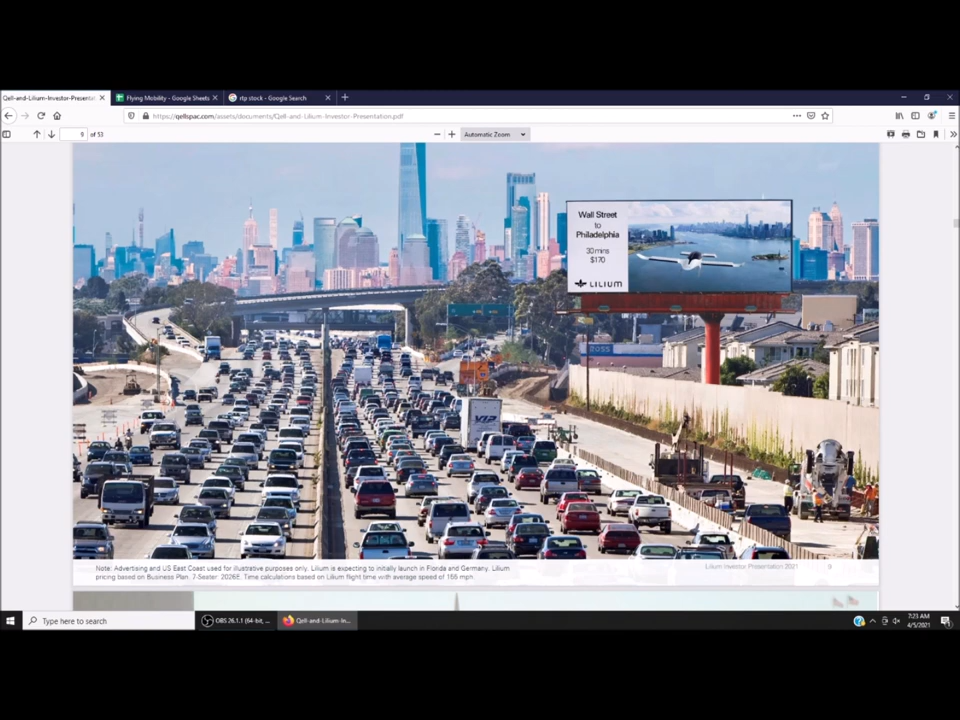 Qell-and-Lilium-Investor-Presenta
Flying Mobility - Google Sheets
rtp stock - Google Search
https://qellspac.com/assets/documents/Qell-and-Lilium-Investor-Presentation.pdf
9 of 53
Automatic Zoom
Wall Street
to
Philadelphia
30 mins
$170
LILIUM
ROSS
VIP
Note: Advertising and US East Coast used for illustrative purposes only. Lilium is expecting to initially launch in Florida and Germany. Lilium
pricing based on Business Plan. 7-Seater. 2026E. Time calculations based on Lilium flight time with average speed of
Lilium Investor Presentation 2021
9
Type here to search
OBS 26.1.1 (64-bit, ...
Qell-and-Lilium-In...
7:23 AM
4/5/2021